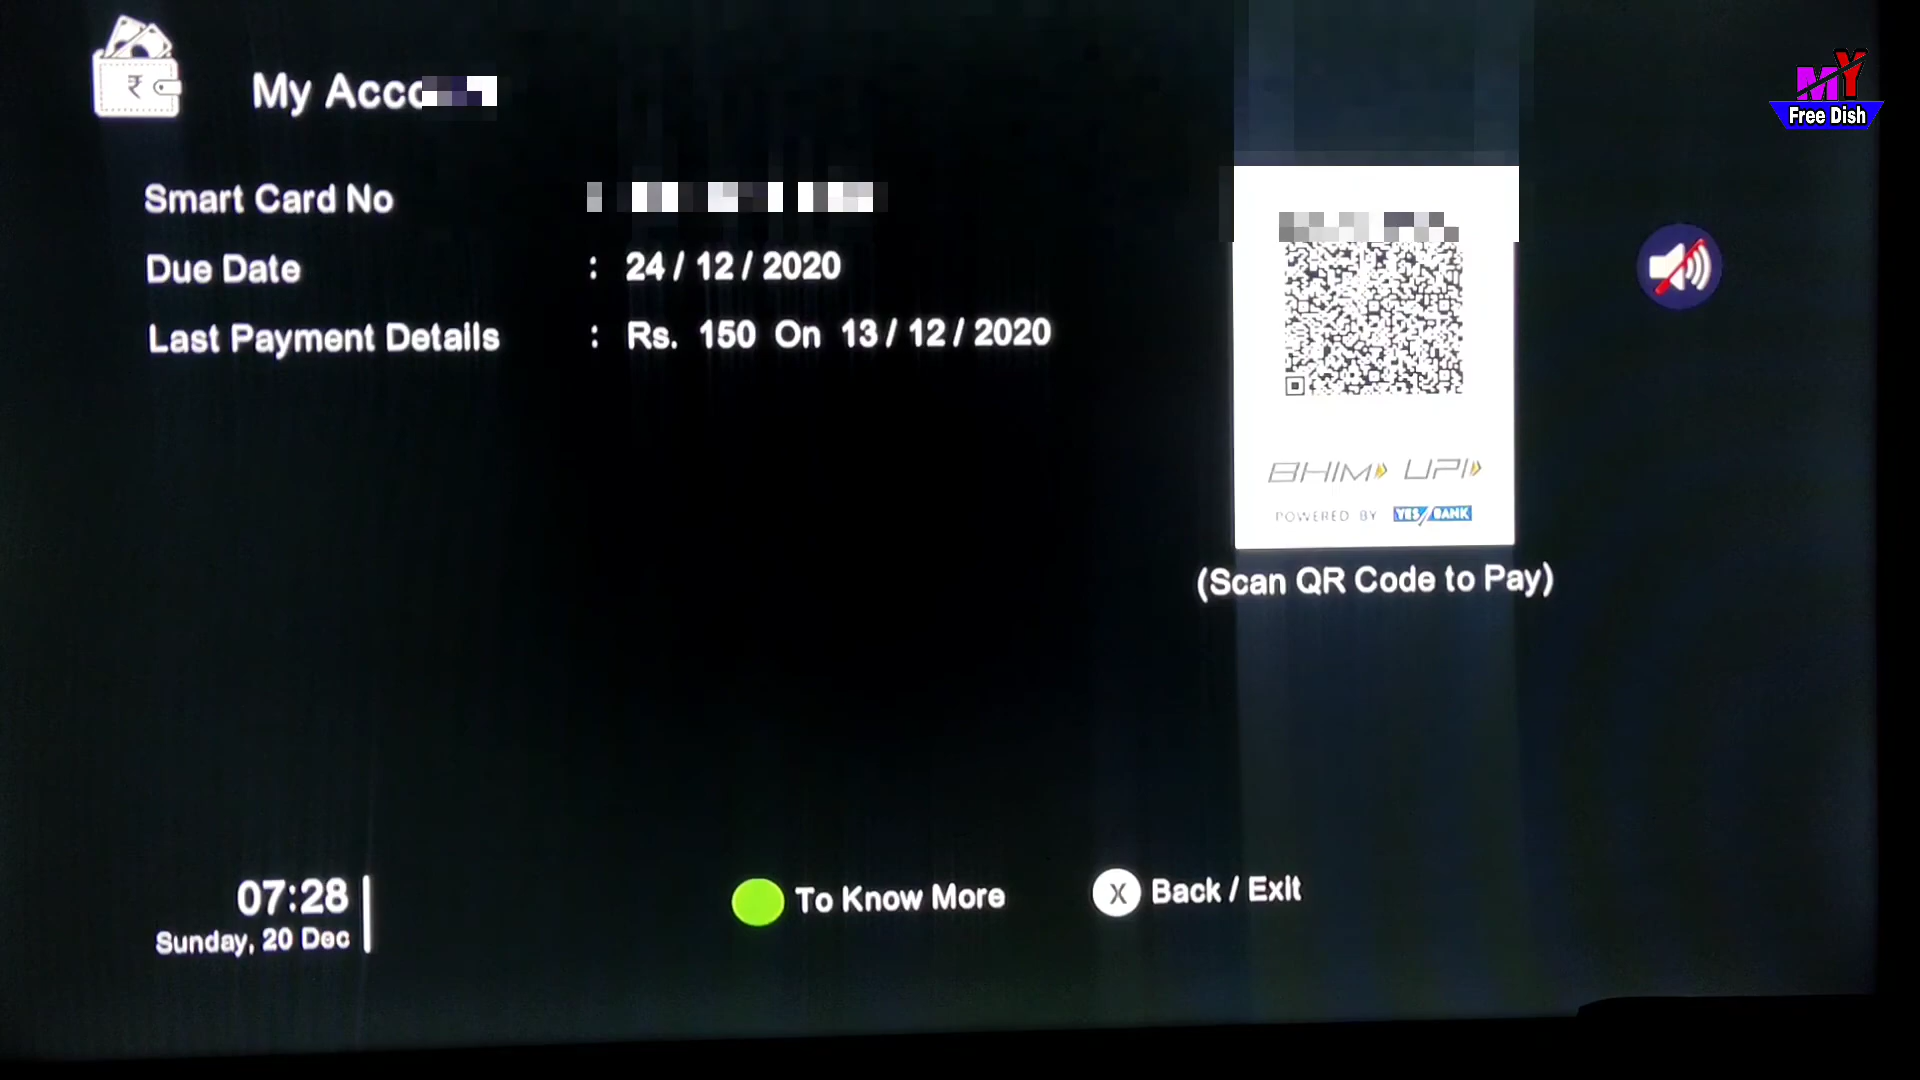 My Acco
MY
Free Dish
Smart Card No
Due Date : 24 / 12 / 2020
Last Payment Details : Rs. 150 On 13 / 12 / 2020
BHIM UPI
POWERED BY YES BANK
(Scan QR Code to Pay)
07:28
Sunday, 20 Dec
To Know More
X Back / Exit